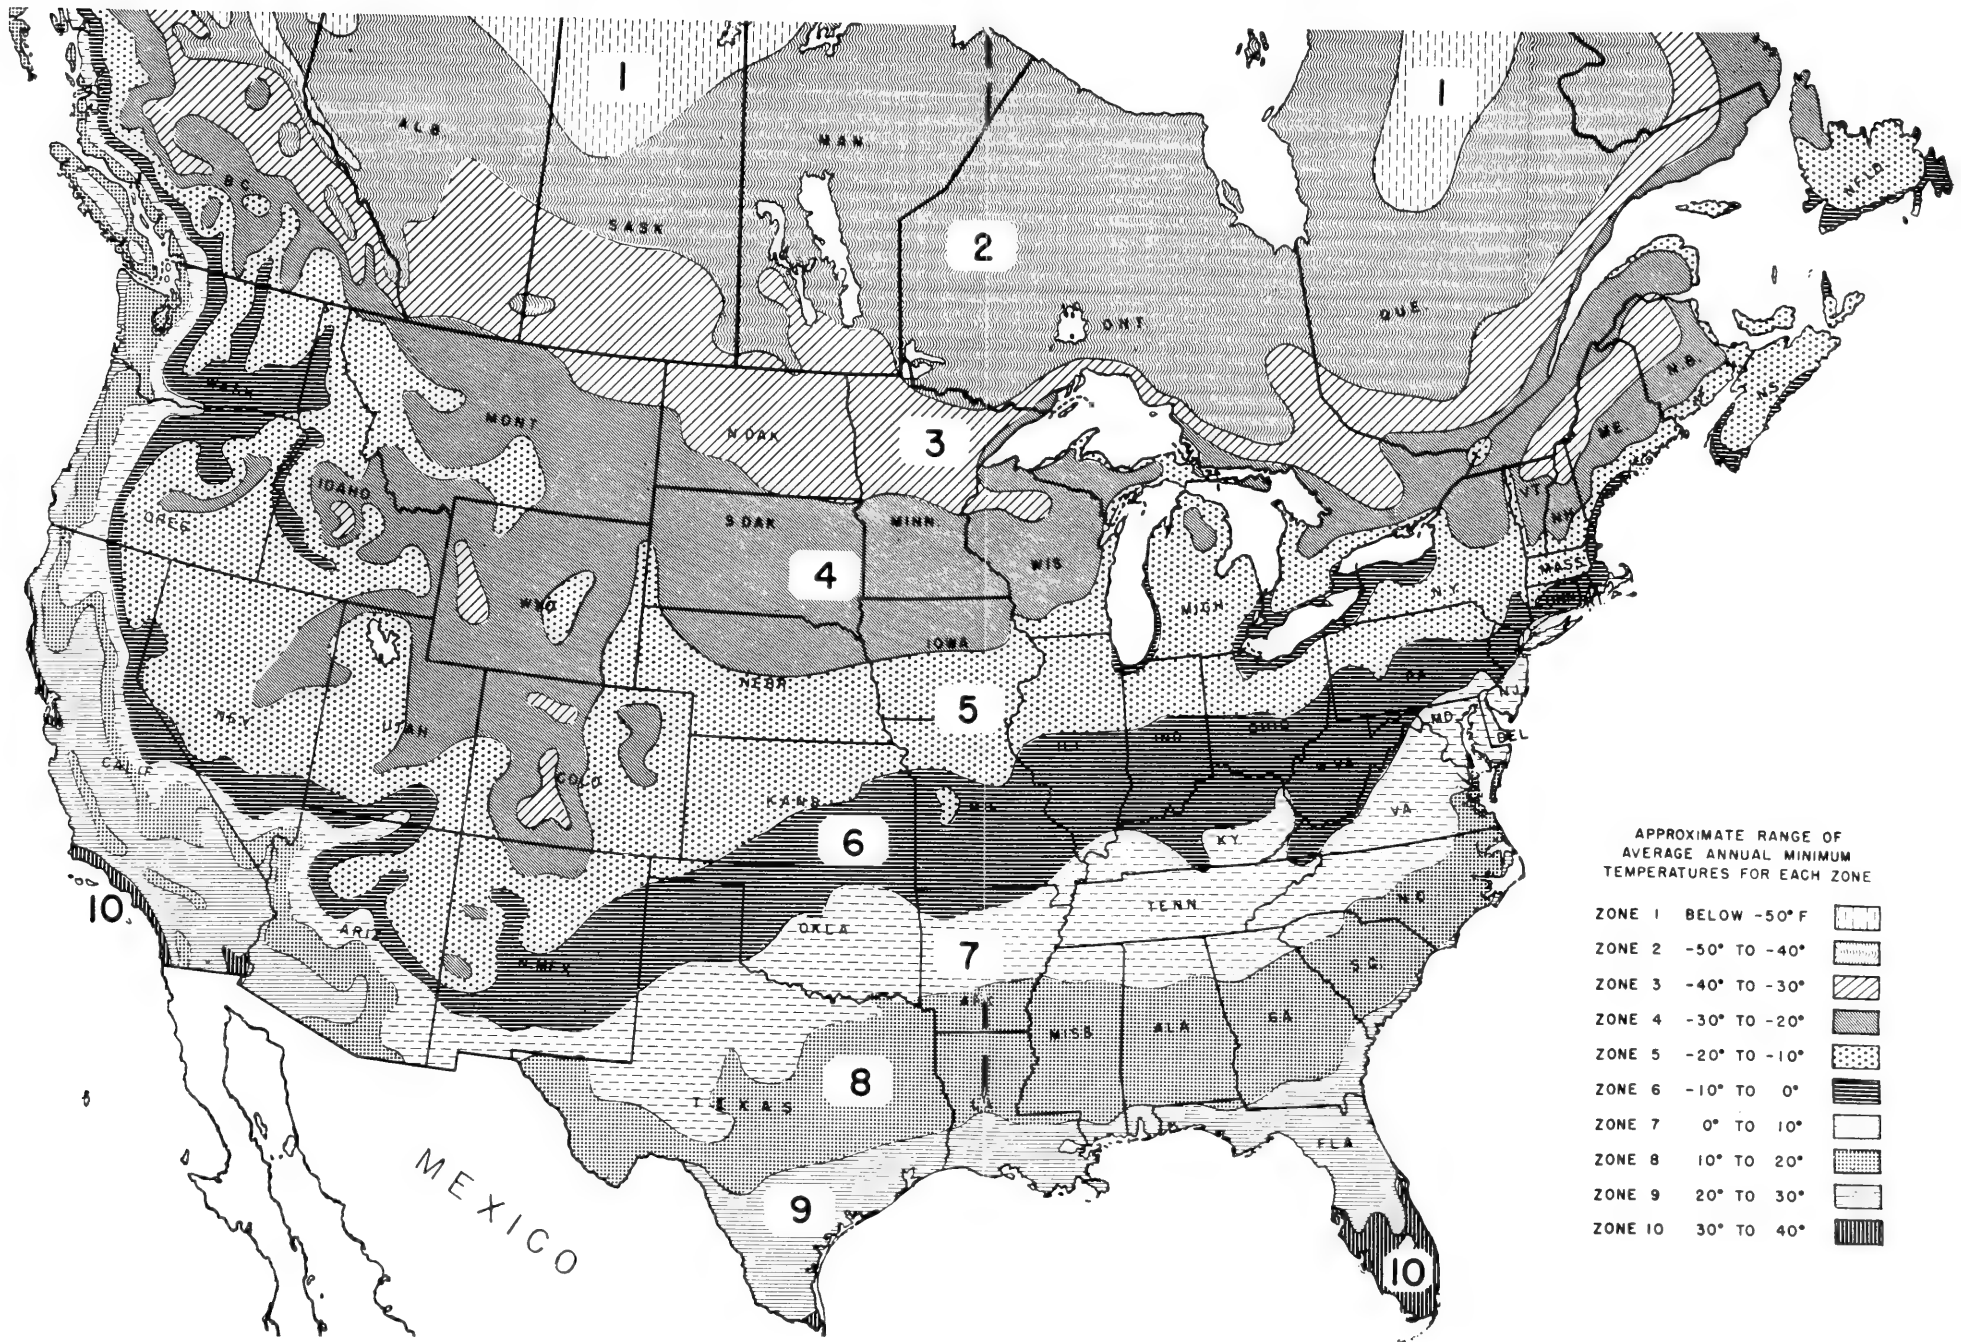 1
1
ALB.
MAN.
B.C.
SASK
2
NFLD
ONT.
QUE.
N.B.
N.S.
WASH
MONT
N.DAK
3
ME.
IDAHO
OREG
S.DAK
MINN.
VT.
N.H.
WIS
4
MASS.
CONN
WYO
MICH
N.Y.
IOWA
NEBR
PA
N.J.
NEV
UTAH
5
MD.
DEL
ILL
IND
OHIO
W.VA.
CALIF
COLO
KANS
MO.
VA
6
KY
10
ARIZ
N.MEX
OKLA
TENN
N.C
7
S.C
ARK
MISS
ALA
GA
8
TEXAS
LA
FLA
MEXICO
9
10
APPROXIMATE RANGE OF
AVERAGE ANNUAL MINIMUM
TEMPERATURES FOR EACH ZONE
ZONE 1 BELOW -50° F
ZONE 2 -50° TO -40°
ZONE 3 -40° TO -30°
ZONE 4 -30° TO -20°
ZONE 5 -20° TO -10°
ZONE 6 -10° TO 0°
ZONE 7 0° TO 10°
ZONE 8 10° TO 20°
ZONE 9 20° TO 30°
ZONE 10 30° TO 40°